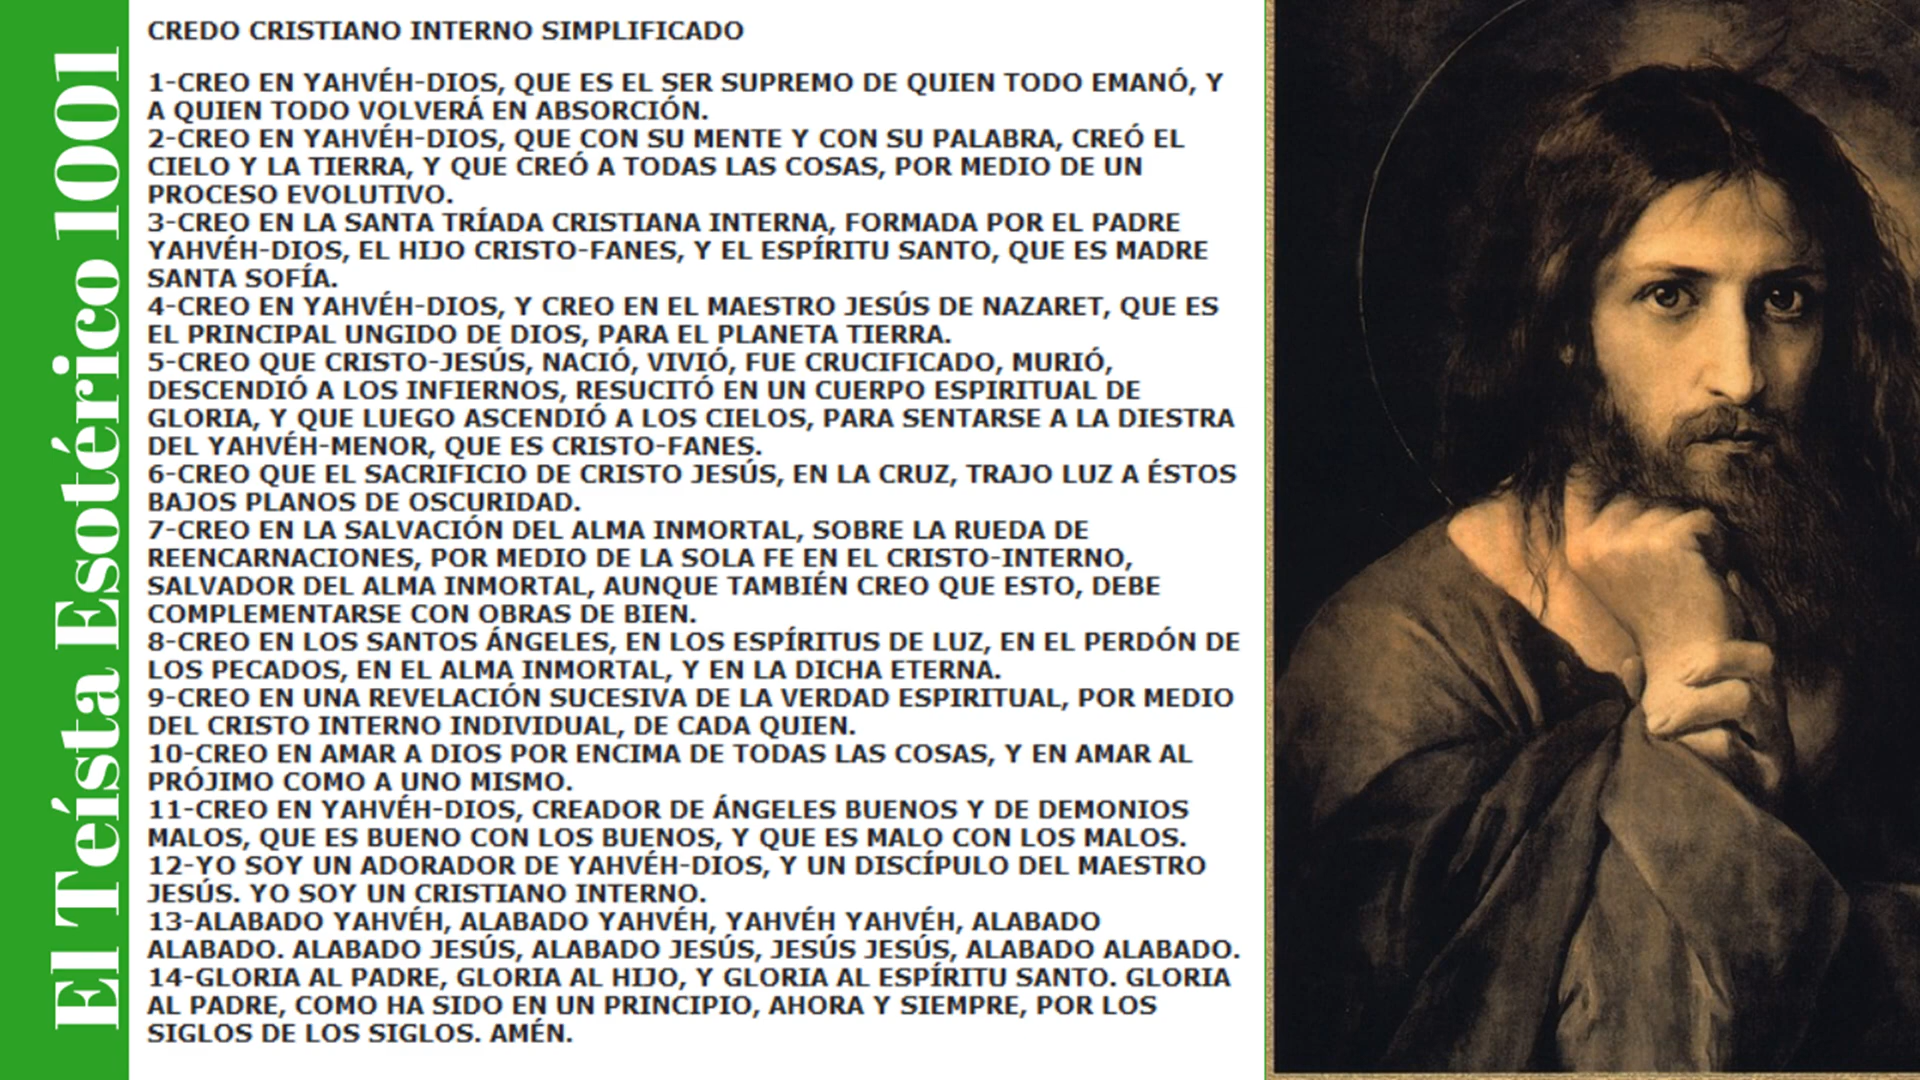 El Teísta Esotérico 1001
CREDO CRISTIANO INTERNO SIMPLIFICADO
1-CREO EN YAHVÉH-DIOS, QUE ES EL SER SUPREMO DE QUIEN TODO EMANÓ, Y
A QUIEN TODO VOLVERÁ EN ABSORCIÓN.
2-CREO EN YAHVÉH-DIOS, QUE CON SU MENTE Y CON SU PALABRA, CREÓ EL
CIELO Y LA TIERRA, Y QUE CREÓ A TODAS LAS COSAS, POR MEDIO DE UN
PROCESO EVOLUTIVO.
3-CREO EN LA SANTA TRÍADA CRISTIANA INTERNA, FORMADA POR EL PADRE
YAHVÉH-DIOS, EL HIJO CRISTO-FANES, Y EL ESPÍRITU SANTO, QUE ES MADRE
SANTA SOFÍA.
4-CREO EN YAHVÉH-DIOS, Y CREO EN EL MAESTRO JESÚS DE NAZARET, QUE ES
EL PRINCIPAL UNGIDO DE DIOS, PARA EL PLANETA TIERRA.
5-CREO QUE CRISTO-JESÚS, NACIÓ, VIVIÓ, FUE CRUCIFICADO, MURIÓ,
DESCENDIÓ A LOS INFIERNOS, RESUCITÓ EN UN CUERPO ESPIRITUAL DE
GLORIA, Y QUE LUEGO ASCENDIÓ A LOS CIELOS, PARA SENTARSE A LA DIESTRA
DEL YAHVÉH-MENOR, QUE ES CRISTO-FANES.
6-CREO QUE EL SACRIFICIO DE CRISTO JESÚS, EN LA CRUZ, TRAJO LUZ A ÉSTOS
BAJOS PLANOS DE OSCURIDAD.
7-CREO EN LA SALVACIÓN DEL ALMA INMORTAL, SOBRE LA RUEDA DE
REENCARNACIONES, POR MEDIO DE LA SOLA FE EN EL CRISTO-INTERNO,
SALVADOR DEL ALMA INMORTAL, AUNQUE TAMBIÉN CREO QUE ESTO, DEBE
COMPLEMENTARSE CON OBRAS DE BIEN.
8-CREO EN LOS SANTOS ÁNGELES, EN LOS ESPÍRITUS DE LUZ, EN EL PERDÓN DE
LOS PECADOS, EN EL ALMA INMORTAL, Y EN LA DICHA ETERNA.
9-CREO EN UNA REVELACIÓN SUCESIVA DE LA VERDAD ESPIRITUAL, POR MEDIO
DEL CRISTO INTERNO INDIVIDUAL, DE CADA QUIEN.
10-CREO EN AMAR A DIOS POR ENCIMA DE TODAS LAS COSAS, Y EN AMAR AL
PRÓJIMO COMO A UNO MISMO.
11-CREO EN YAHVÉH-DIOS, CREADOR DE ÁNGELES BUENOS Y DE DEMONIOS
MALOS, QUE ES BUENO CON LOS BUENOS, Y QUE ES MALO CON LOS MALOS.
12-YO SOY UN ADORADOR DE YAHVÉH-DIOS, Y UN DISCÍPULO DEL MAESTRO
JESÚS. YO SOY UN CRISTIANO INTERNO.
13-ALABADO YAHVÉH, ALABADO YAHVÉH, YAHVÉH YAHVÉH, ALABADO
ALABADO. ALABADO JESÚS, ALABADO JESÚS, JESÚS JESÚS, ALABADO ALABADO.
14-GLORIA AL PADRE, GLORIA AL HIJO, Y GLORIA AL ESPÍRITU SANTO. GLORIA
AL PADRE, COMO HA SIDO EN UN PRINCIPIO, AHORA Y SIEMPRE, POR LOS
SIGLOS DE LOS SIGLOS. AMÉN.